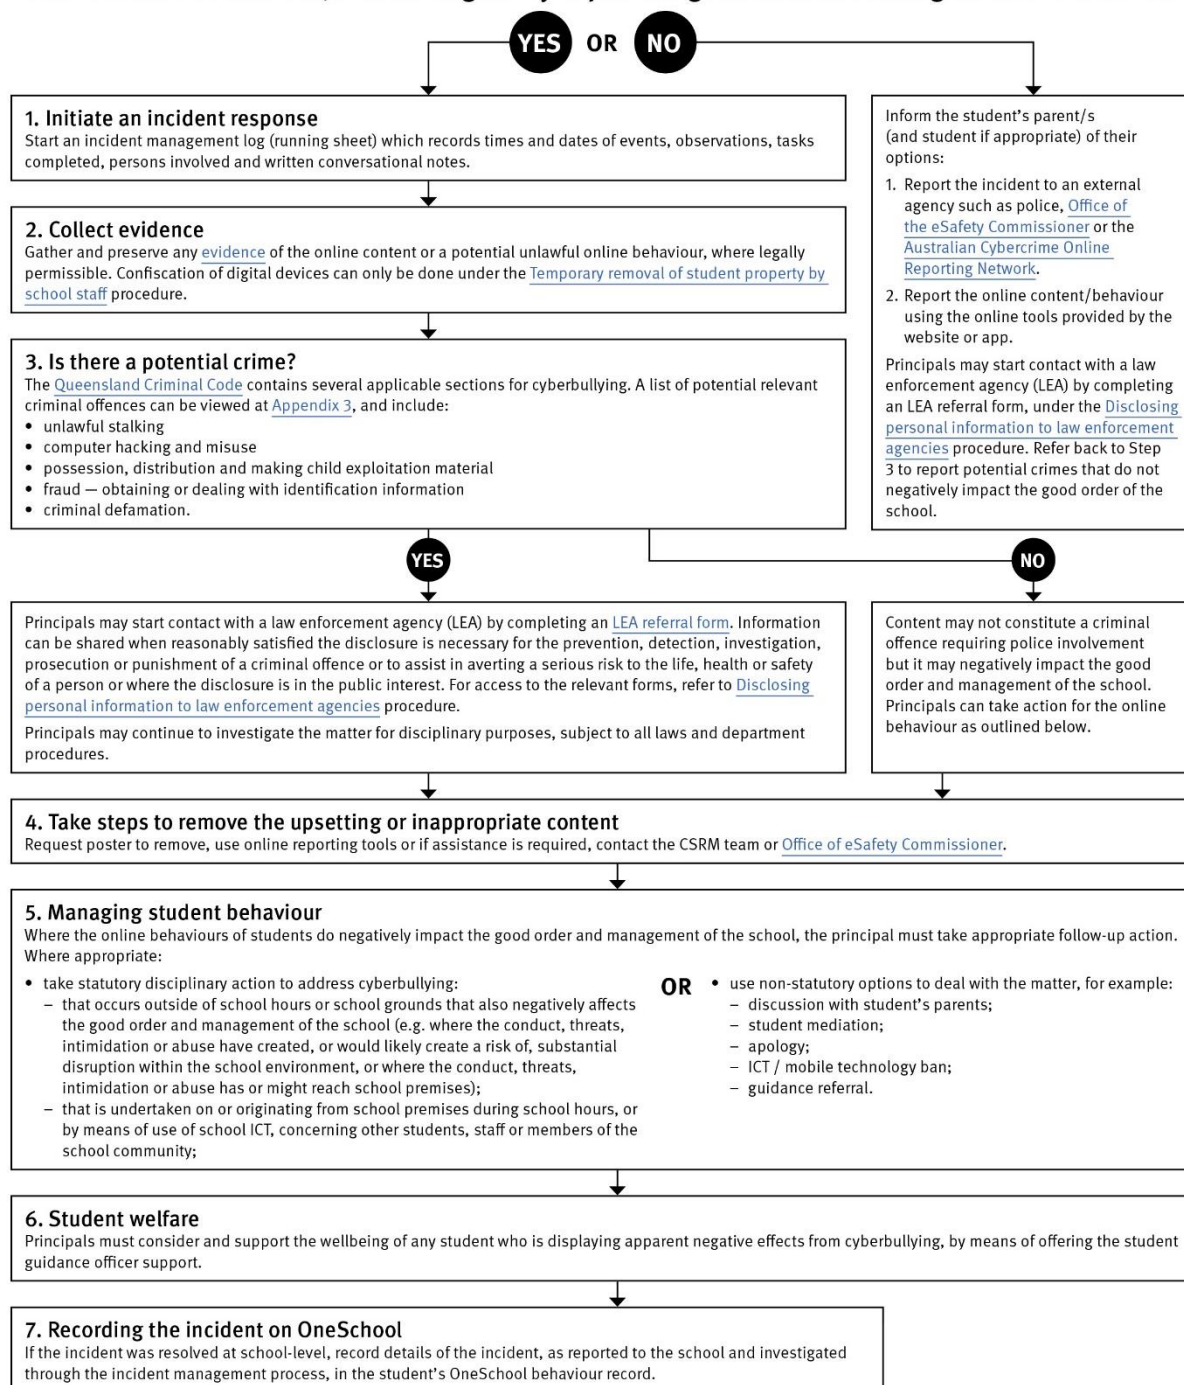 YES OR NO
1. Initiate an incident response
Start an incident management log (running sheet) which records times and dates of events, observations, tasks
completed, persons involved and written conversational notes.
2. Collect evidence
Gather and preserve any evidence of the online content or a potential unlawful online behaviour, where legally
permissible. Confiscation of digital devices can only be done under the Temporary removal of student property by
school staff procedure.
3. Is there a potential crime?
The Queensland Criminal Code contains several applicable sections for cyberbullying. A list of potential relevant
criminal offences can be viewed at Appendix 3, and include:
• unlawful stalking
• computer hacking and misuse
• possession, distribution and making child exploitation material
• fraud — obtaining or dealing with identification information
• criminal defamation.
Inform the student's parent/s
(and student if appropriate) of their
options:
1. Report the incident to an external
agency such as police, Office of
the eSafety Commissioner or the
Australian Cybercrime Online
Reporting Network.
2. Report the online content/behaviour
using the online tools provided by the
website or app.
Principals may start contact with a law
enforcement agency (LEA) by completing
an LEA referral form, under the Disclosing
personal information to law enforcement
agencies procedure. Refer back to Step
3 to report potential crimes that do not
negatively impact the good order of the
school.
YES
NO
Principals may start contact with a law enforcement agency (LEA) by completing an LEA referral form. Information
can be shared when reasonably satisfied the disclosure is necessary for the prevention, detection, investigation,
prosecution or punishment of a criminal offence or to assist in averting a serious risk to the life, health or safety
of a person or where the disclosure is in the public interest. For access to the relevant forms, refer to Disclosing
personal information to law enforcement agencies procedure.
Principals may continue to investigate the matter for disciplinary purposes, subject to all laws and department
procedures.
Content may not constitute a criminal
offence requiring police involvement
but it may negatively impact the good
order and management of the school.
Principals can take action for the online
behaviour as outlined below.
4. Take steps to remove the upsetting or inappropriate content
Request poster to remove, use online reporting tools or if assistance is required, contact the CSRM team or Office of eSafety Commissioner.
5. Managing student behaviour
Where the online behaviours of students do negatively impact the good order and management of the school, the principal must take appropriate follow-up action.
Where appropriate:
• take statutory disciplinary action to address cyberbullying:
– that occurs outside of school hours or school grounds that also negatively affects
the good order and management of the school (e.g. where the conduct, threats,
intimidation or abuse have created, or would likely create a risk of, substantial
disruption within the school environment, or where the conduct, threats,
intimidation or abuse has or might reach school premises);
– that is undertaken on or originating from school premises during school hours, or
by means of use of school ICT, concerning other students, staff or members of the
school community;
OR
• use non-statutory options to deal with the matter, for example:
– discussion with student's parents;
– student mediation;
– apology;
– ICT / mobile technology ban;
– guidance referral.
6. Student welfare
Principals must consider and support the wellbeing of any student who is displaying apparent negative effects from cyberbullying, by means of offering the student
guidance officer support.
7. Recording the incident on OneSchool
If the incident was resolved at school-level, record details of the incident, as reported to the school and investigated
through the incident management process, in the student's OneSchool behaviour record.